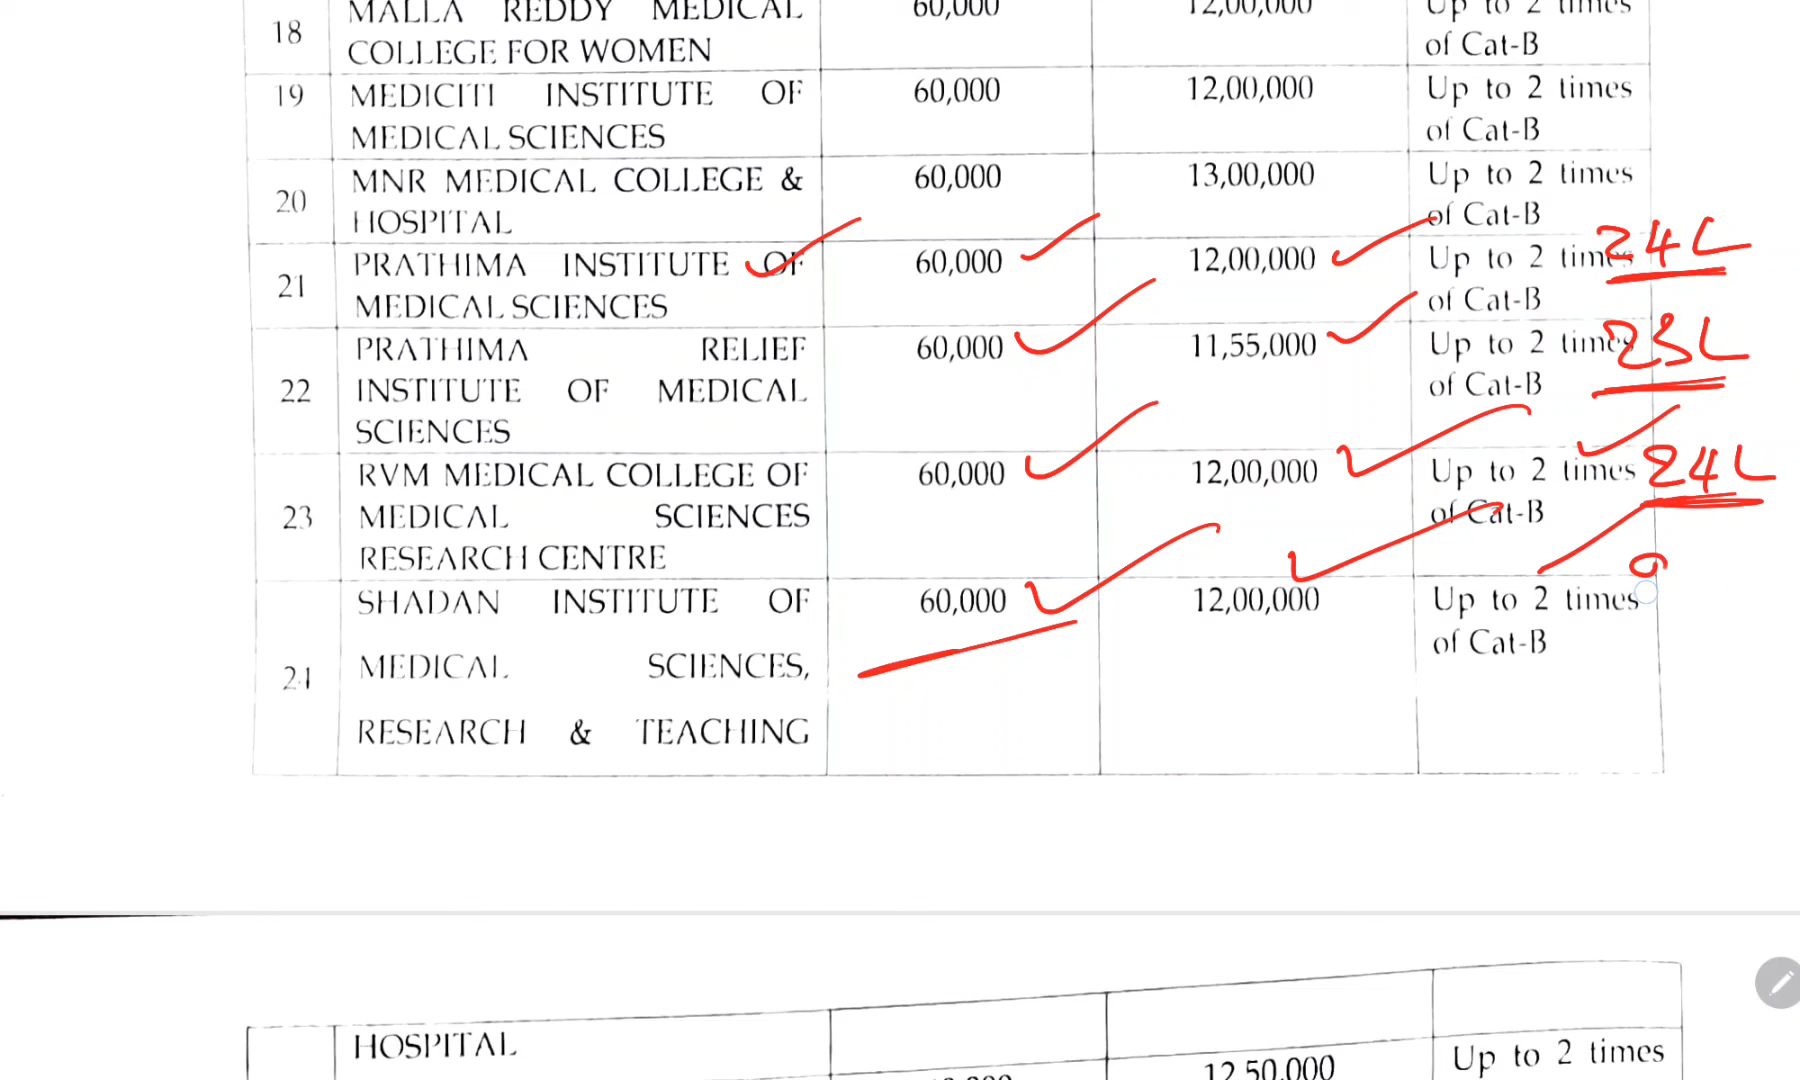 18 MALLA REDDY MEDICAL 60,000 12,00,000 Up to 2 times
COLLEGE FOR WOMEN of Cat-B
19 MEDICITI INSTITUTE OF 60,000 12,00,000 Up to 2 times
MEDICAL SCIENCES of Cat-B
20 MNR MEDICAL COLLEGE & 60,000 13,00,000 Up to 2 times
HOSPITAL of Cat-B
21 PRATHIMA INSTITUTE OF 60,000 12,00,000 Up to 2 times 24L
MEDICAL SCIENCES of Cat-B
22 PRATHIMA RELIEF 60,000 11,55,000 Up to 2 times 23L
INSTITUTE OF MEDICAL of Cat-B
SCIENCES
23 RVM MEDICAL COLLEGE OF 60,000 12,00,000 Up to 2 times 24L
MEDICAL SCIENCES of Cat-B
RESEARCH CENTRE
24 SHADAN INSTITUTE OF 60,000 12,00,000 Up to 2 times
MEDICAL SCIENCES, of Cat-B
RESEARCH & TEACHING
HOSPITAL
12,50,000 Up to 2 times